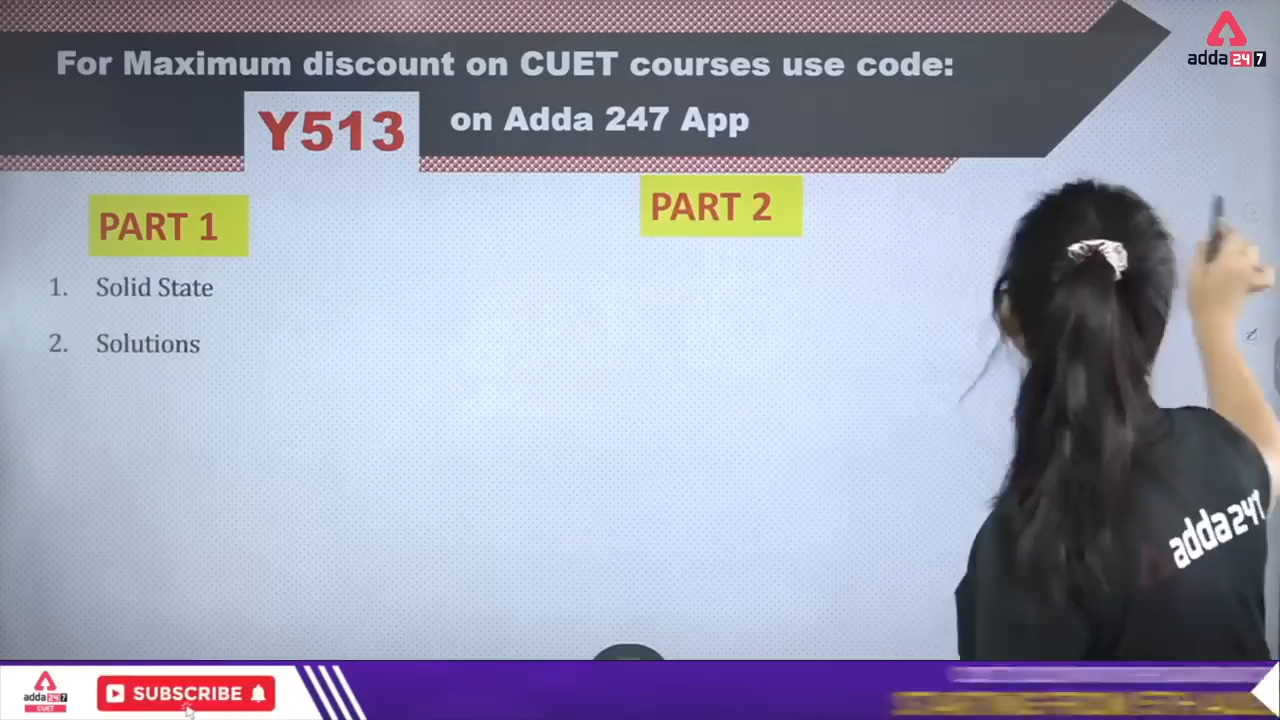 For Maximum discount on CUET courses use code:
Y513 on Adda 247 App
adda247
PART 1
PART 2
1. Solid State
2. Solutions
adda247
adda247
CUET
SUBSCRIBE